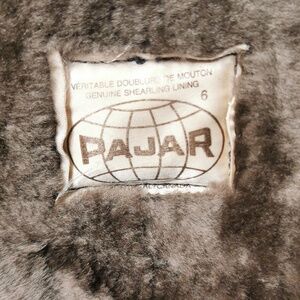 VERITABLE DOUBLURE DE MOUTON
GENUINE SHEARLING LINING
6
PAJAR